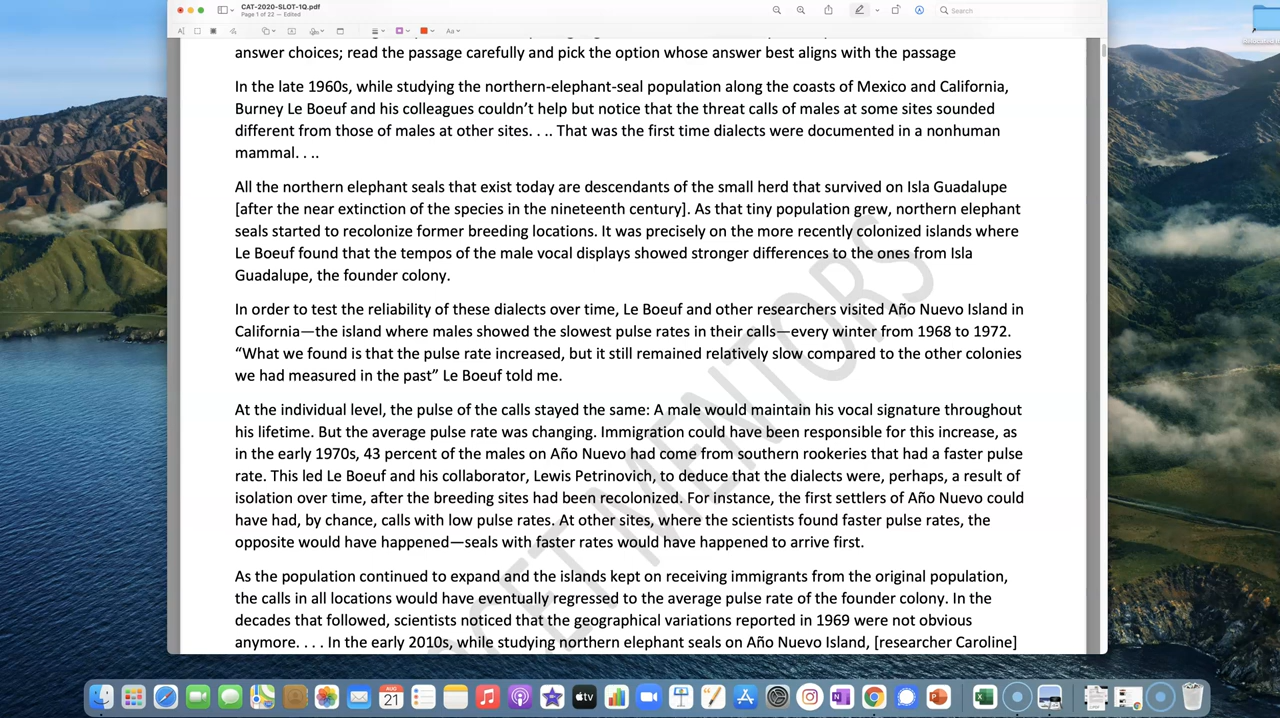 CAT-2020-SLOT-1Q.pdf
Page 1 of 22 — Edited
Search
answer choices; read the passage carefully and pick the option whose answer best aligns with the passage
In the late 1960s, while studying the northern-elephant-seal population along the coasts of Mexico and California,
Burney Le Boeuf and his colleagues couldn’t help but notice that the threat calls of males at some sites sounded
different from those of males at other sites. . .. That was the first time dialects were documented in a nonhuman
mammal. . ..
All the northern elephant seals that exist today are descendants of the small herd that survived on Isla Guadalupe
[after the near extinction of the species in the nineteenth century]. As that tiny population grew, northern elephant
seals started to recolonize former breeding locations. It was precisely on the more recently colonized islands where
Le Boeuf found that the tempos of the male vocal displays showed stronger differences to the ones from Isla
Guadalupe, the founder colony.
In order to test the reliability of these dialects over time, Le Boeuf and other researchers visited Año Nuevo Island in
California—the island where males showed the slowest pulse rates in their calls—every winter from 1968 to 1972.
“What we found is that the pulse rate increased, but it still remained relatively slow compared to the other colonies
we had measured in the past” Le Boeuf told me.
At the individual level, the pulse of the calls stayed the same: A male would maintain his vocal signature throughout
his lifetime. But the average pulse rate was changing. Immigration could have been responsible for this increase, as
in the early 1970s, 43 percent of the males on Año Nuevo had come from southern rookeries that had a faster pulse
rate. This led Le Boeuf and his collaborator, Lewis Petrinovich, to deduce that the dialects were, perhaps, a result of
isolation over time, after the breeding sites had been recolonized. For instance, the first settlers of Año Nuevo could
have had, by chance, calls with low pulse rates. At other sites, where the scientists found faster pulse rates, the
opposite would have happened—seals with faster rates would have happened to arrive first.
As the population continued to expand and the islands kept on receiving immigrants from the original population,
the calls in all locations would have eventually regressed to the average pulse rate of the founder colony. In the
decades that followed, scientists noticed that the geographical variations reported in 1969 were not obvious
anymore. . . . In the early 2010s, while studying northern elephant seals on Año Nuevo Island, [researcher Caroline]
MENTORS
AUG
21
tv